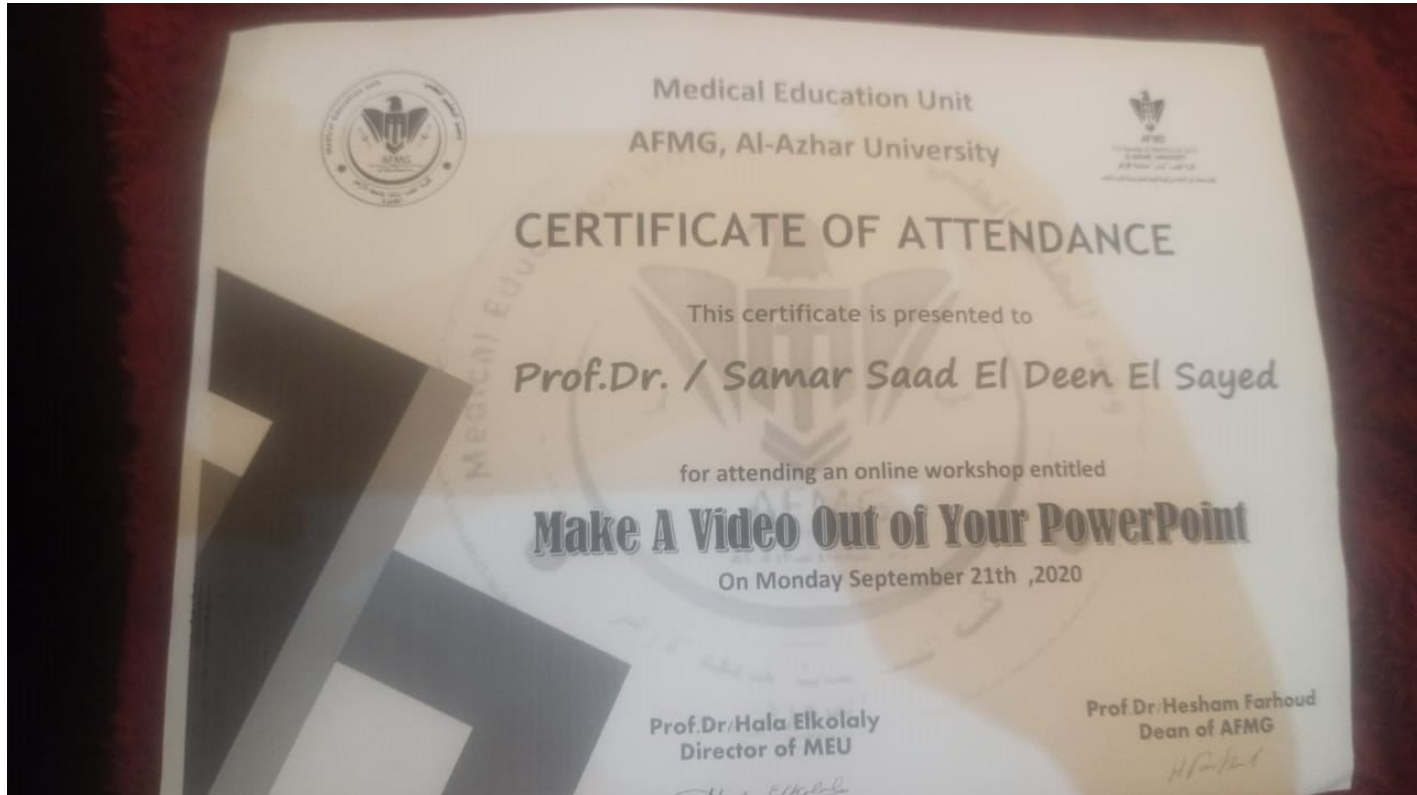 Medical Education Unit
AFMG, Al-Azhar University
AFMG
CERTIFICATE OF ATTENDANCE
This certificate is presented to
Prof.Dr. / Samar Saad El Deen El Sayed
for attending an online workshop entitled
Make A Video Out of Your PowerPoint
On Monday September 21th ,2020
Prof.Dr/Hala Elkolaly
Director of MEU
Prof.Dr/Hesham Farhoud
Dean of AFMG